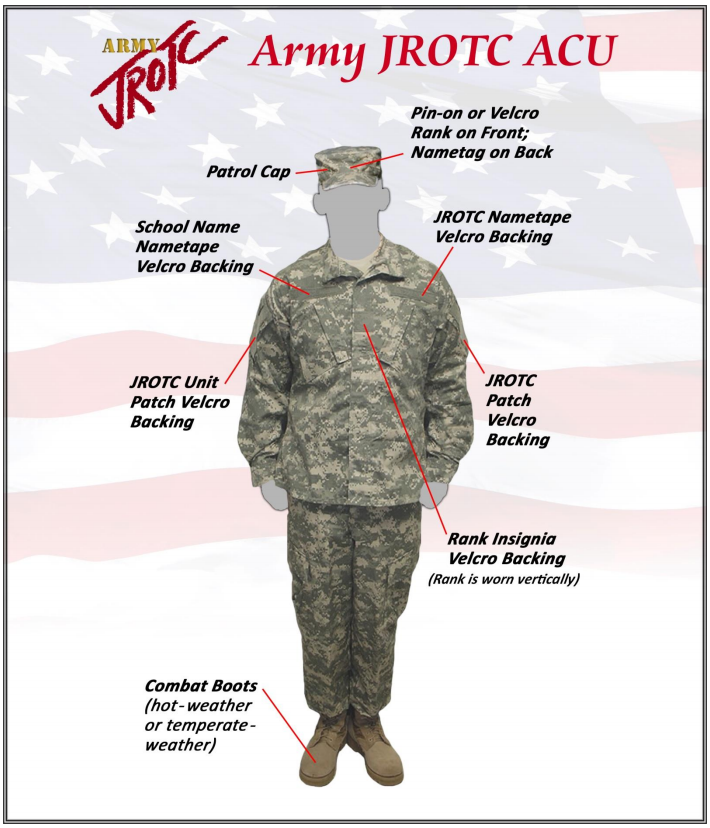 ARMY
JROTC
Army JROTC ACU
Pin-on or Velcro
Rank on Front;
Nametag on Back
Patrol Cap
School Name
Nametape
Velcro Backing
JROTC Nametape
Velcro Backing
JROTC Unit
Patch Velcro
Backing
JROTC
Patch
Velcro
Backing
Rank Insignia
Velcro Backing
(Rank is worn vertically)
Combat Boots
(hot-weather
or temperate-
weather)